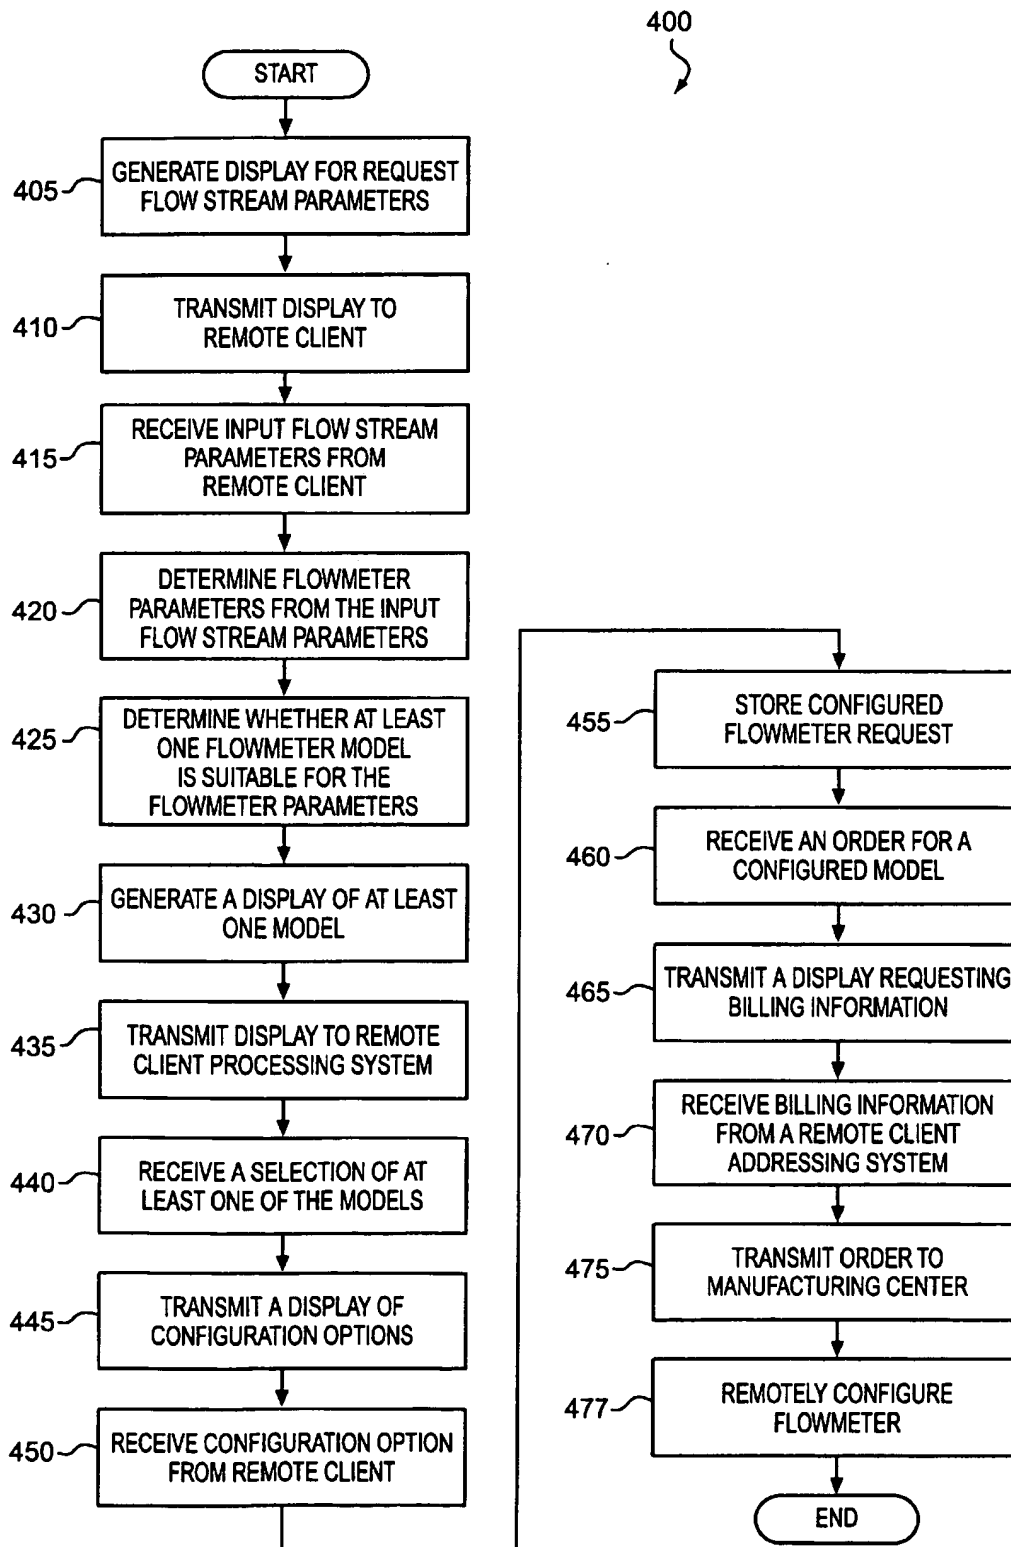 400
START
405
GENERATE DISPLAY FOR REQUEST
FLOW STREAM PARAMETERS
410
TRANSMIT DISPLAY TO
REMOTE CLIENT
415
RECEIVE INPUT FLOW STREAM
PARAMETERS FROM
REMOTE CLIENT
420
DETERMINE FLOWMETER
PARAMETERS FROM THE INPUT
FLOW STREAM PARAMETERS
425
DETERMINE WHETHER AT LEAST
ONE FLOWMETER MODEL
IS SUITABLE FOR THE
FLOWMETER PARAMETERS
430
GENERATE A DISPLAY OF AT LEAST
ONE MODEL
435
TRANSMIT DISPLAY TO REMOTE
CLIENT PROCESSING SYSTEM
440
RECEIVE A SELECTION OF AT
LEAST ONE OF THE MODELS
445
TRANSMIT A DISPLAY OF
CONFIGURATION OPTIONS
450
RECEIVE CONFIGURATION OPTION
FROM REMOTE CLIENT
455
STORE CONFIGURED
FLOWMETER REQUEST
460
RECEIVE AN ORDER FOR A
CONFIGURED MODEL
465
TRANSMIT A DISPLAY REQUESTING
BILLING INFORMATION
470
RECEIVE BILLING INFORMATION
FROM A REMOTE CLIENT
ADDRESSING SYSTEM
475
TRANSMIT ORDER TO
MANUFACTURING CENTER
477
REMOTELY CONFIGURE
FLOWMETER
END